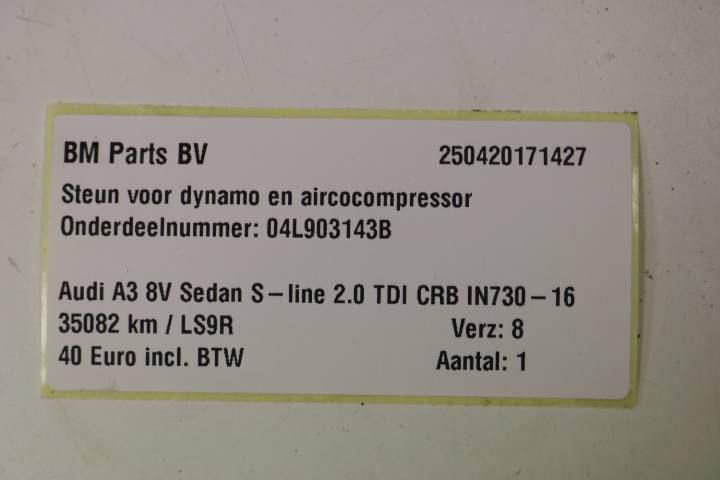 BM Parts BV 250420171427
Steun voor dynamo en aircocompressor
Onderdeelnummer: 04L903143B
Audi A3 8V Sedan S-line 2.0 TDI CRB IN730-16
35082 km / LS9R Verz: 8
40 Euro incl. BTW Aantal: 1